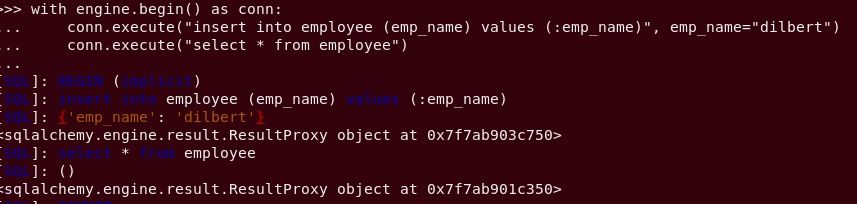 >>> with engine.begin() as conn:
...     conn.execute("insert into employee (emp_name) values (:emp_name)", emp_name="dilbert")
...     conn.execute("select * from employee")
...
[SQL]: BEGIN (implicit)
[SQL]: insert into employee (emp_name) values (:emp_name)
[SQL]: {'emp_name': 'dilbert'}
<sqlalchemy.engine.result.ResultProxy object at 0x7f7ab903c750>
[SQL]: select * from employee
[SQL]: ()
<sqlalchemy.engine.result.ResultProxy object at 0x7f7ab901c350>